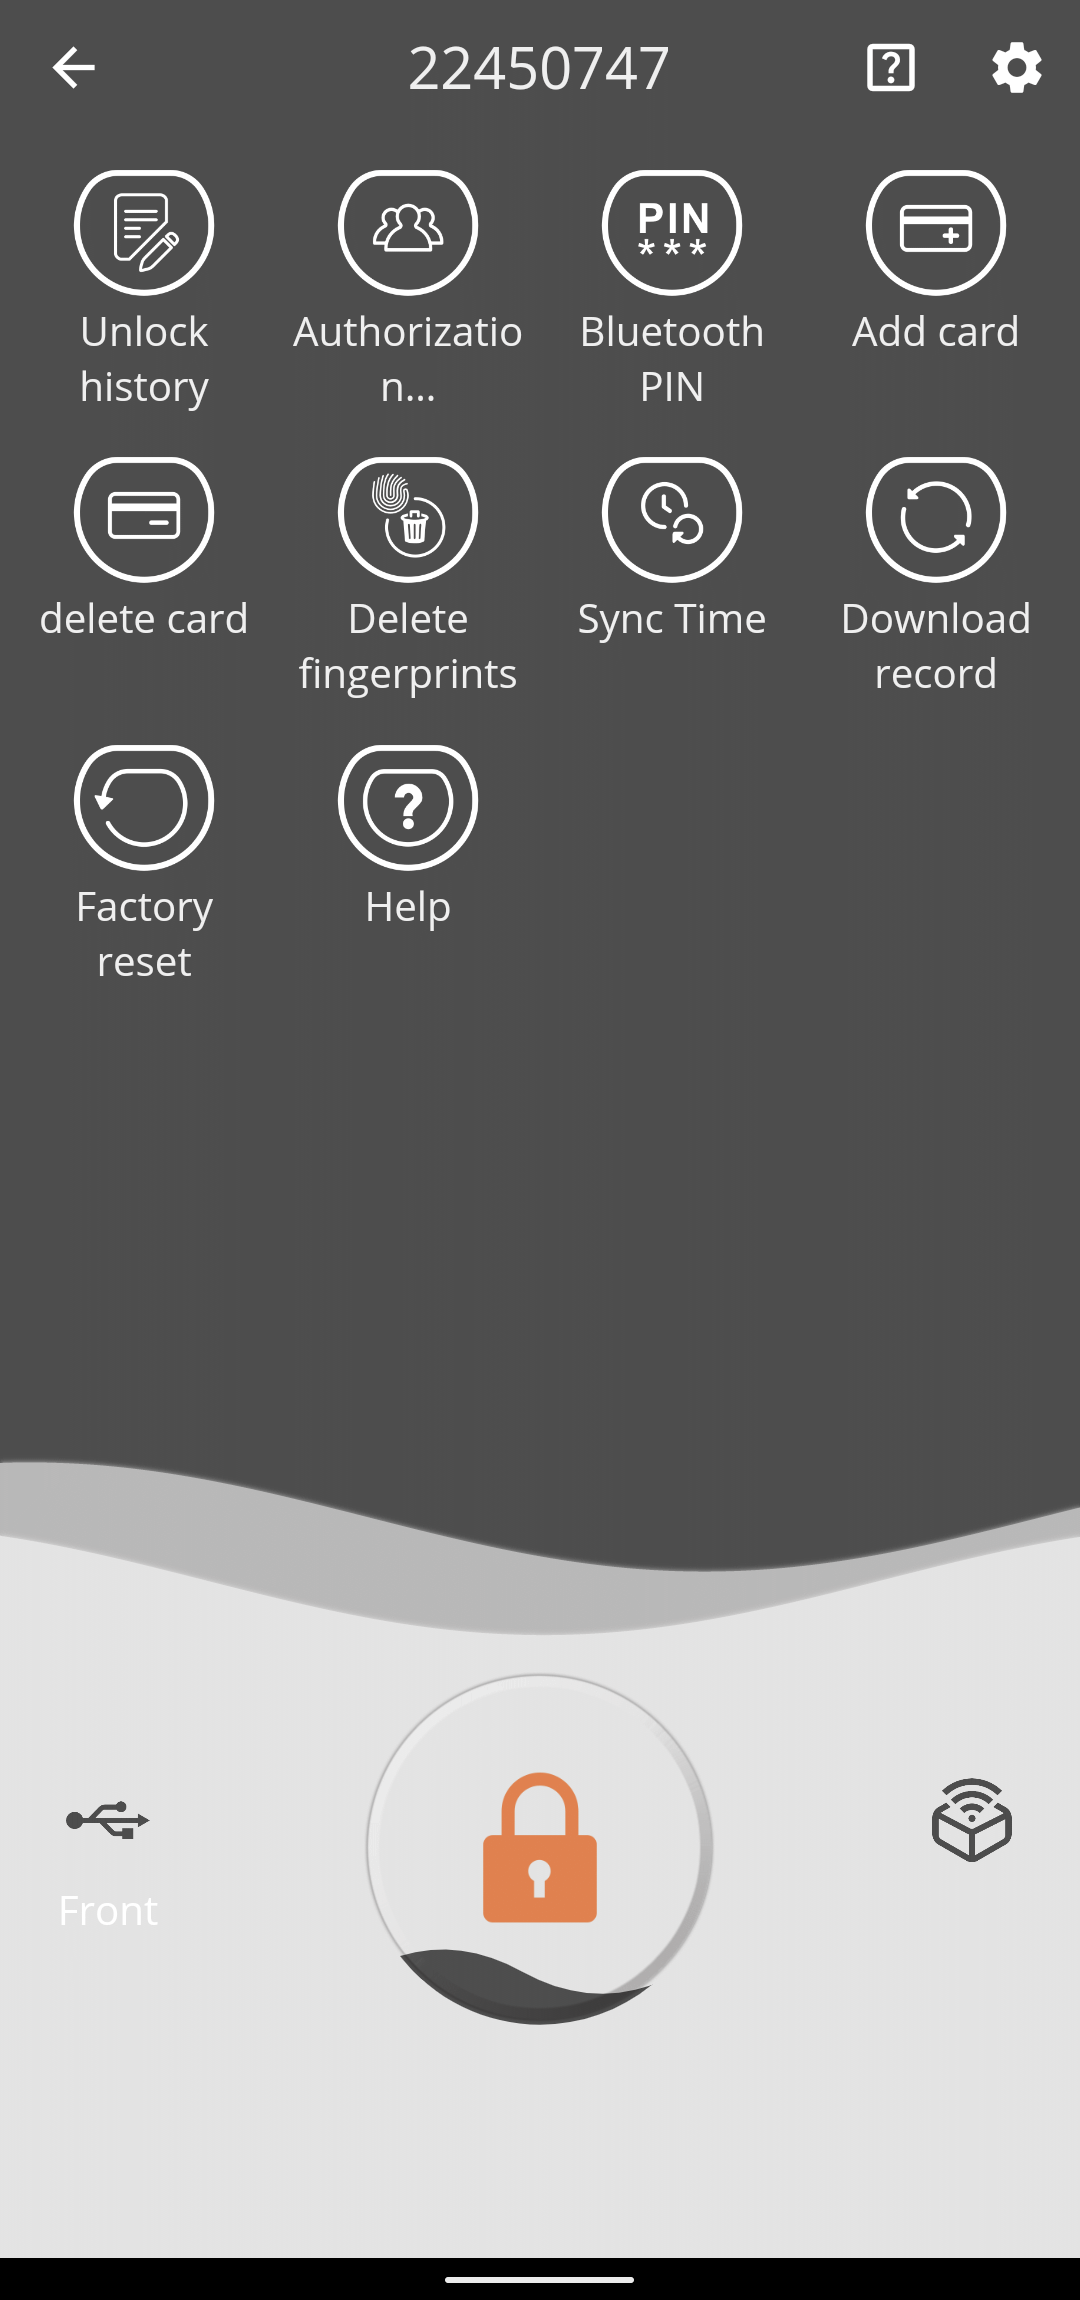 22450747
PIN
***
Unlock
history
Authorizatio
n...
Bluetooth
PIN
Add card
delete card
Delete
fingerprints
Sync Time
Download
record
?
Factory
reset
Help
Front